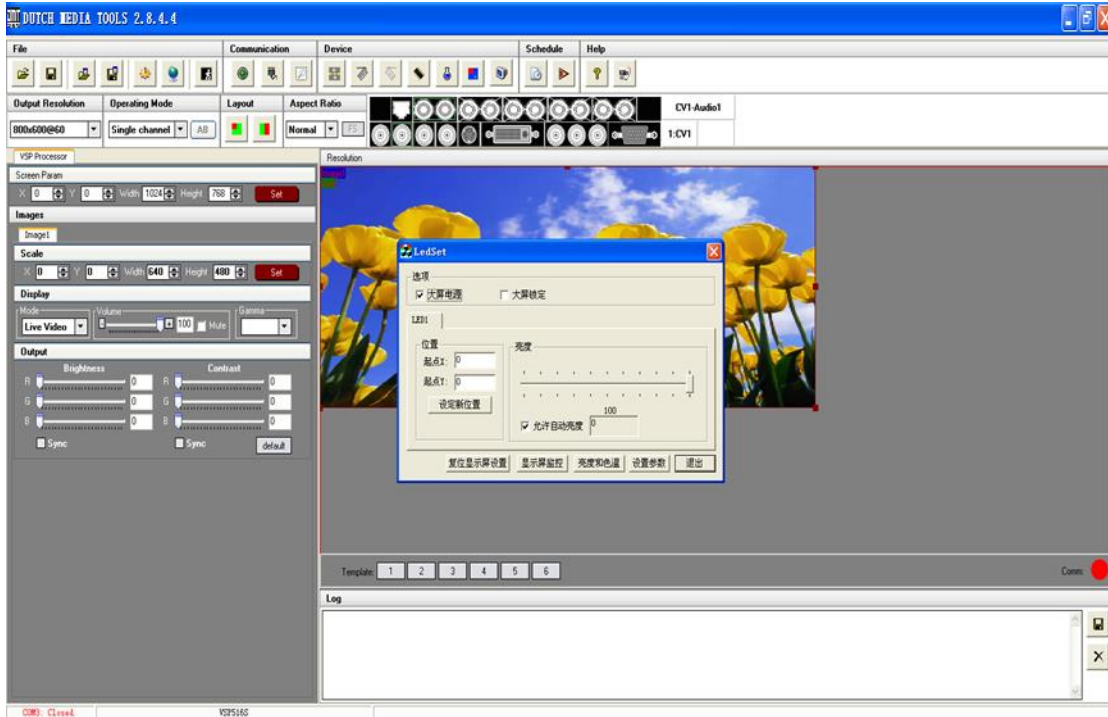 DUTCH MEDIA TOOLS 2.8.4.4
File Communication Device Schedule Help
Output Resolution Operating Mode Layout Aspect Ratio
CV1-Audio1
800x600@60 Single channel AB Normal FS
1:CV1
VSP Processor
Resolution
Screen Param
X 0 Y 0 Width 1024 Height 768 Set
Images
Image1
Scale
X 0 Y 0 Width 640 Height 480 Set
Display
Mode Volume Gamma
Live Video 100 Mute
Output
Brightness Contrast
R 0 R 0
G 0 G 0
B 0 B 0
Sync Sync default
LedSet
选项
大屏电源 大屏锁定
LED1
位置 亮度
起点X: 0
起点Y: 0
设定新位置
100
允许自动亮度 0
复位显示屏设置 显示屏监控 亮度和色温 设置参数 退出
Template: 1 2 3 4 5 6 Comm:
Log
COM3: Closed VSP516S